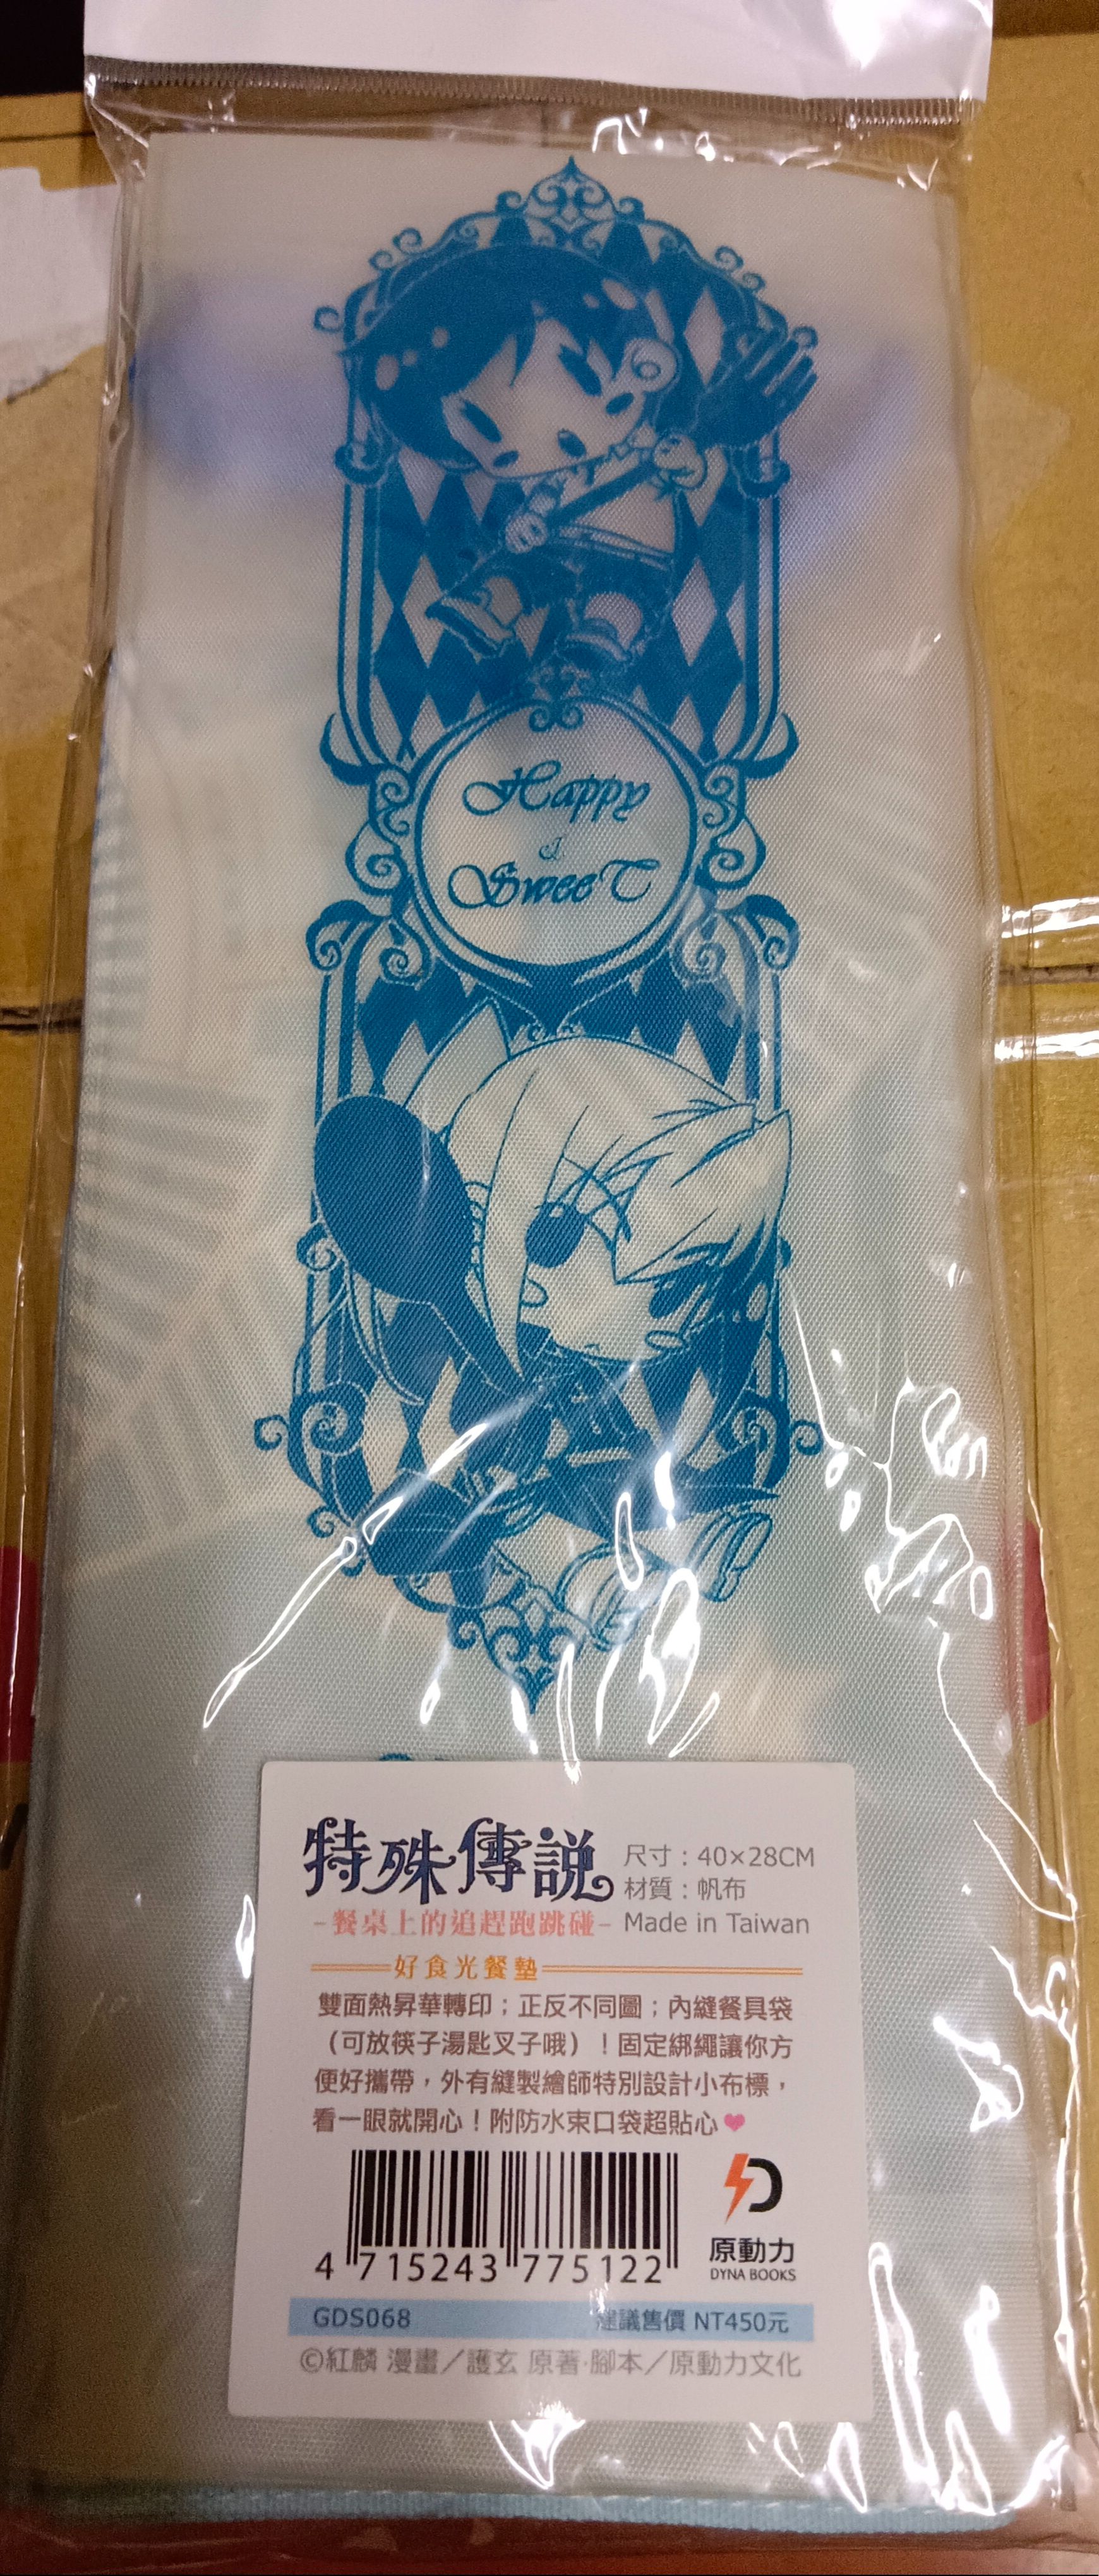 Happy
&
SweeT
特殊傳說
尺寸：40×28CM
材質：帆布
-餐桌上的追趕跑跳碰-
Made in Taiwan
好食光餐墊
雙面熱昇華轉印；正反不同圖；內縫餐具袋
（可放筷子湯匙叉子哦）！固定綁繩讓你方
便好攜帶，外有縫製繪師特別設計小布標，
看一眼就開心！附防水束口袋超貼心❤
4 715243 775122
原動力
DYNA BOOKS
GDS068
建議售價 NT450元
©紅麟 漫畫／護玄 原著·腳本／原動力文化